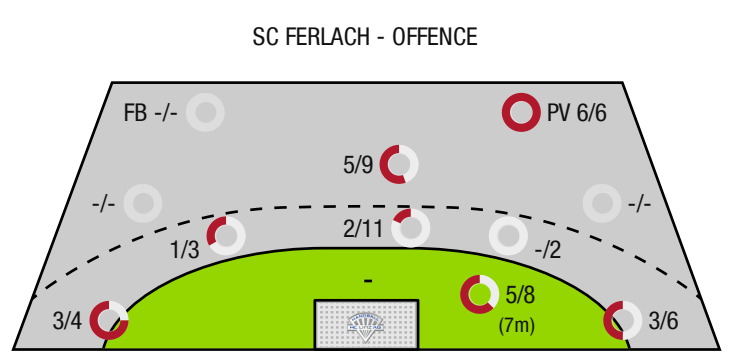 SC FERLACH - OFFENCE
FB -/-
PV 6/6
5/9
-/-
-/-
1/3
2/11
-/2
-
3/4
5/8
(7m)
3/6